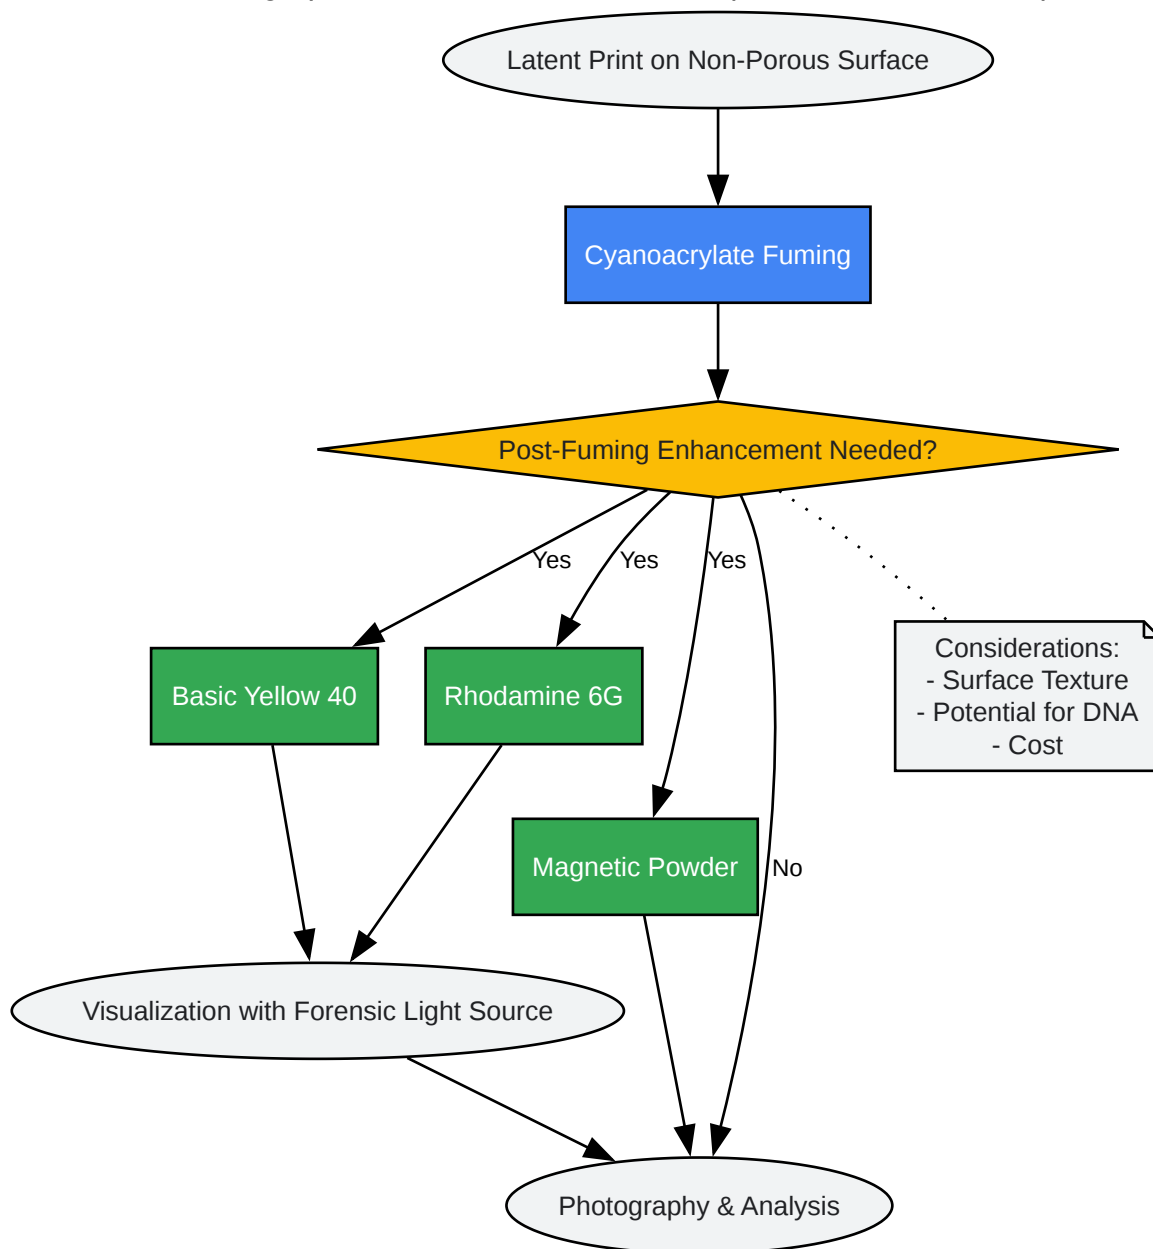 Latent Print on Non-Porous Surface
Cyanoacrylate Fuming
Post-Fuming Enhancement Needed?
Yes
Yes
Yes
Considerations:
- Surface Texture
- Potential for DNA
- Cost
Basic Yellow 40
Rhodamine 6G
Magnetic Powder
No
Visualization with Forensic Light Source
Photography & Analysis